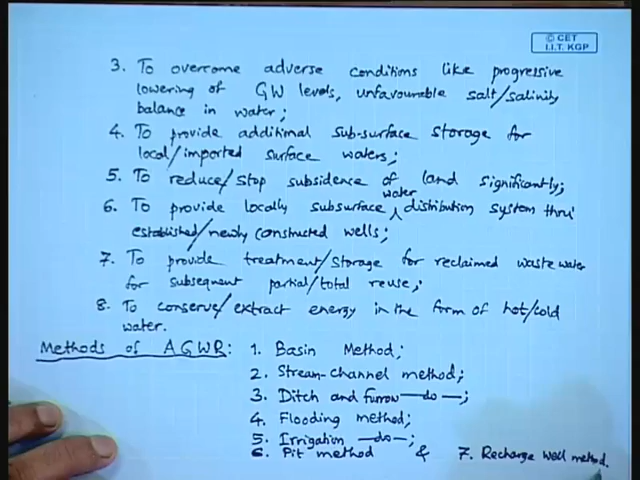 © CET
I.I.T. KGP
3. To overcome adverse conditions like progressive
lowering of GW levels, unfavourable salt/salinity
balance in water;
4. To provide additional sub-surface storage for
local/imported surface waters;
5. To reduce/stop subsidence of land significantly;
water
6. To provide locally subsurface ^ distribution system thru'
established/newly constructed wells;
7. To provide treatment/storage for reclaimed waste water
for subsequent partial/total reuse;
8. To conserve/extract energy in the form of hot/cold
water.
Methods of AGWR: 1. Basin Method;
2. Stream-channel method;
3. Ditch and furrow —do—;
4. Flooding method;
5. Irrigation —do—;
6. Pit method & 7. Recharge well method.